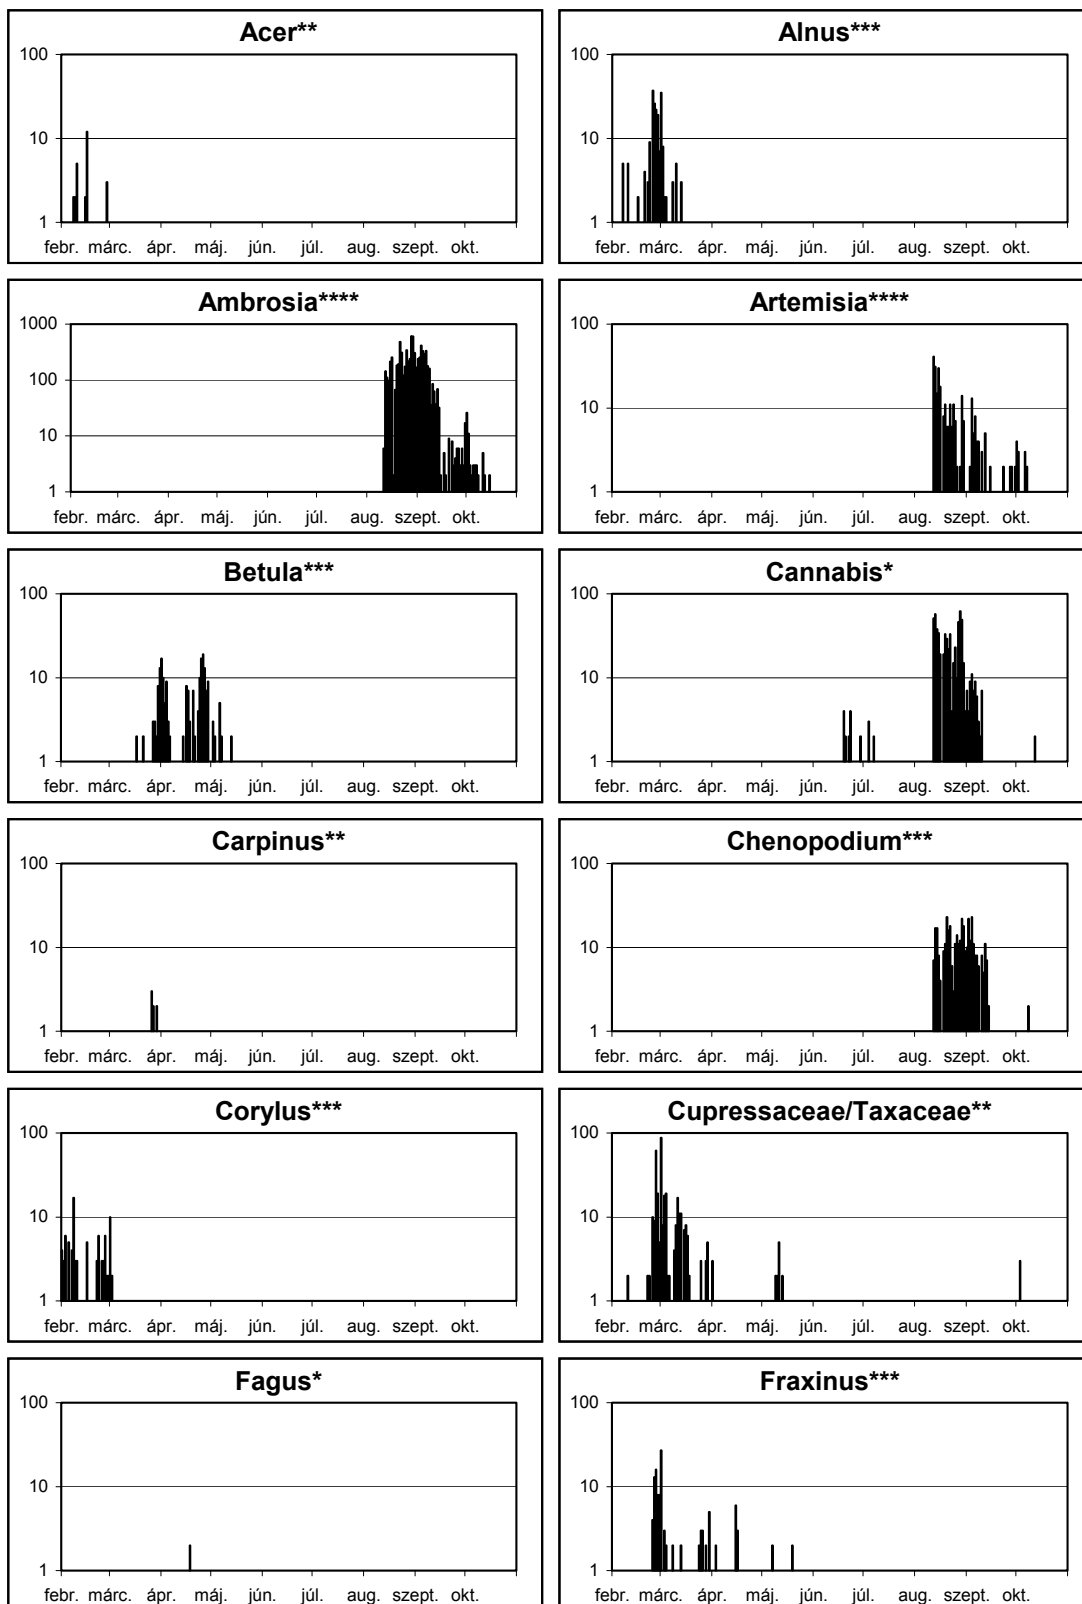 Acer**
100
10
1
febr. márc. ápr. máj. jún. júl. aug. szept. okt.
Alnus***
100
10
1
febr. márc. ápr. máj. jún. júl. aug. szept. okt.
Ambrosia****
1000
100
10
1
febr. márc. ápr. máj. jún. júl. aug. szept. okt.
Artemisia****
100
10
1
febr. márc. ápr. máj. jún. júl. aug. szept. okt.
Betula***
100
10
1
febr. márc. ápr. máj. jún. júl. aug. szept. okt.
Cannabis*
100
10
1
febr. márc. ápr. máj. jún. júl. aug. szept. okt.
Carpinus**
100
10
1
febr. márc. ápr. máj. jún. júl. aug. szept. okt.
Chenopodium***
100
10
1
febr. márc. ápr. máj. jún. júl. aug. szept. okt.
Corylus***
100
10
1
febr. márc. ápr. máj. jún. júl. aug. szept. okt.
Cupressaceae/Taxaceae**
100
10
1
febr. márc. ápr. máj. jún. júl. aug. szept. okt.
Fagus*
100
10
1
febr. márc. ápr. máj. jún. júl. aug. szept. okt.
Fraxinus***
100
10
1
febr. márc. ápr. máj. jún. júl. aug. szept. okt.